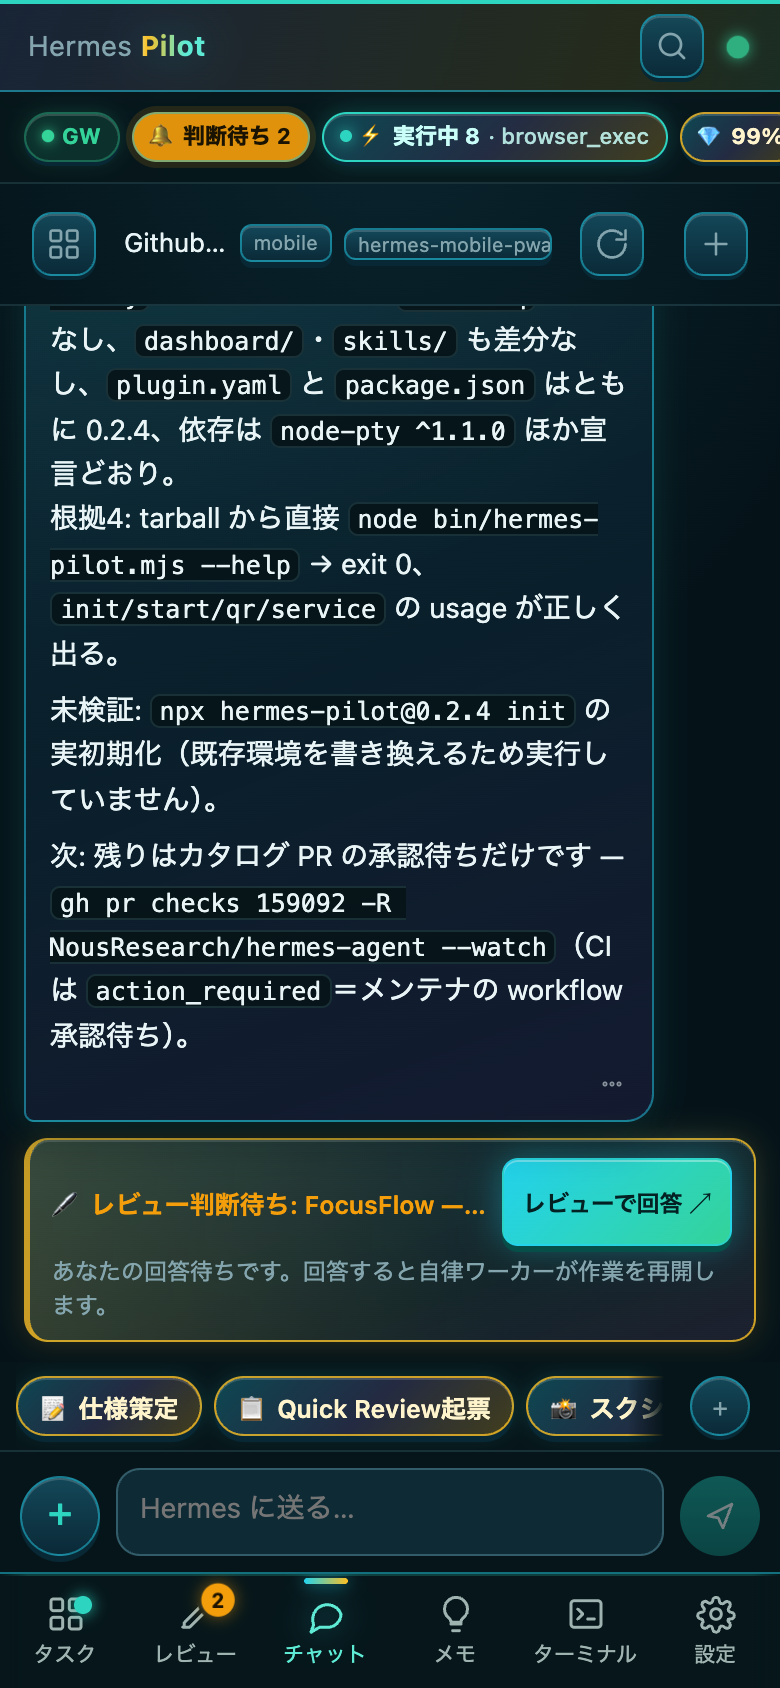 Hermes Pilot
GW
判断待ち 2
実行中 8 · browser_exec
99%
Github...
mobile
hermes-mobile-pwa
なし、 dashboard/ ・ skills/ も差分な
し、 plugin.yaml と package.json はとも
に 0.2.4、依存は node-pty ^1.1.0 ほか宣
言どおり。
根拠4: tarball から直接 node bin/hermes-
pilot.mjs --help → exit 0、
init/start/qr/service の usage が正しく
出る。
未検証: npx hermes-pilot@0.2.4 init の
実初期化（既存環境を書き換えるため実行し
ていません）。
次: 残りはカタログ PR の承認待ちだけです —
gh pr checks 159092 -R
NousResearch/hermes-agent --watch （CI
は action_required＝メンテナの workflow
承認待ち）。
レビュー判断待ち: FocusFlow —...
レビューで回答 ↗
あなたの回答待ちです。回答すると自律ワーカーが作業を再開し
ます。
仕様策定
Quick Review起票
スクシ
Hermes に送る...
2
タスク
レビュー
チャット
メモ
ターミナル
設定